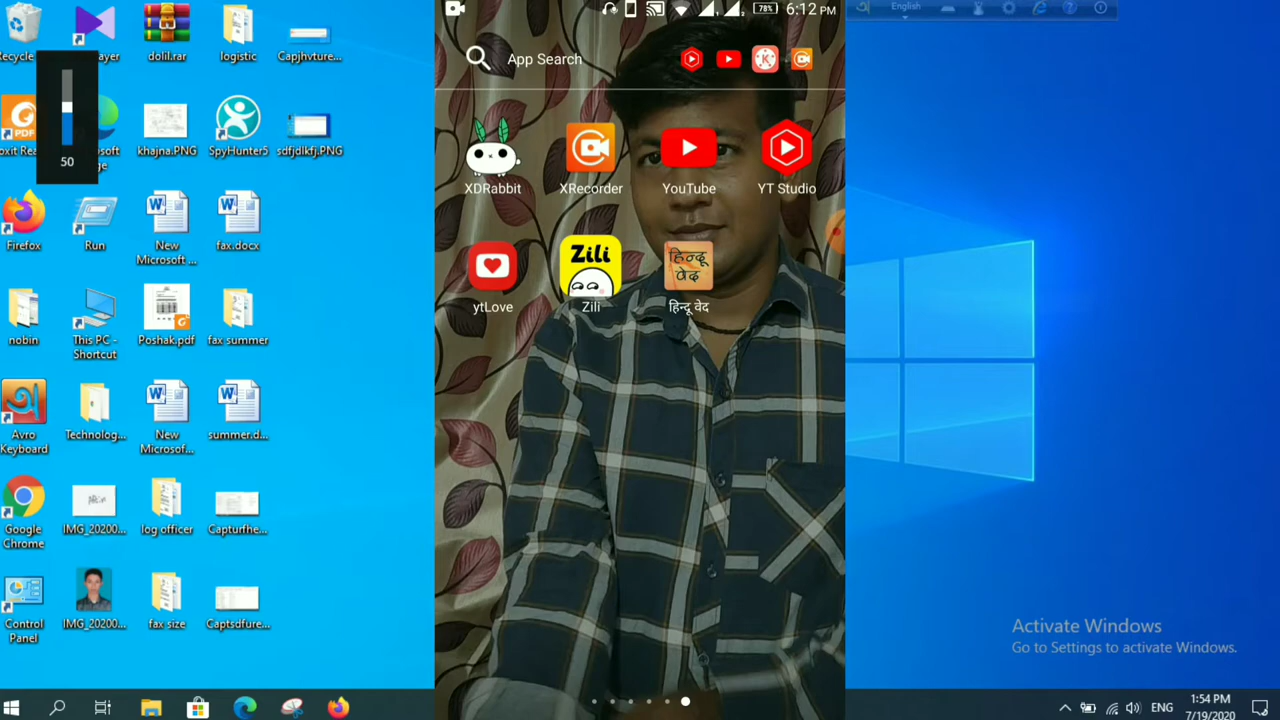 Recycle
ayer
dolil.rar
logistic
Capjhvture...
50
PDF
oxit Rea
osoft
ge
khajna.PNG
SpyHunter5
sdfjdlkfj.PNG
Firefox
Run
New
Microsoft ...
fax.docx
nobin
This PC -
Shortcut
Poshak.pdf
fax summer
অ
Avro
Keyboard
Technolog...
New
Microsof...
summer.d...
Google
Chrome
IMG_20200...
log officer
Capturfhe...
Control
Panel
IMG_20200...
fax size
Captsdfure...
78%
6:12 PM
App Search
K
XDRabbit
XRecorder
YouTube
YT Studio
Zili
हिन्दू
वेद
ytLove
Zili
हिन्दू वेद
English
Activate Windows
Go to Settings to activate Windows.
ENG
1:54 PM
7/19/2020